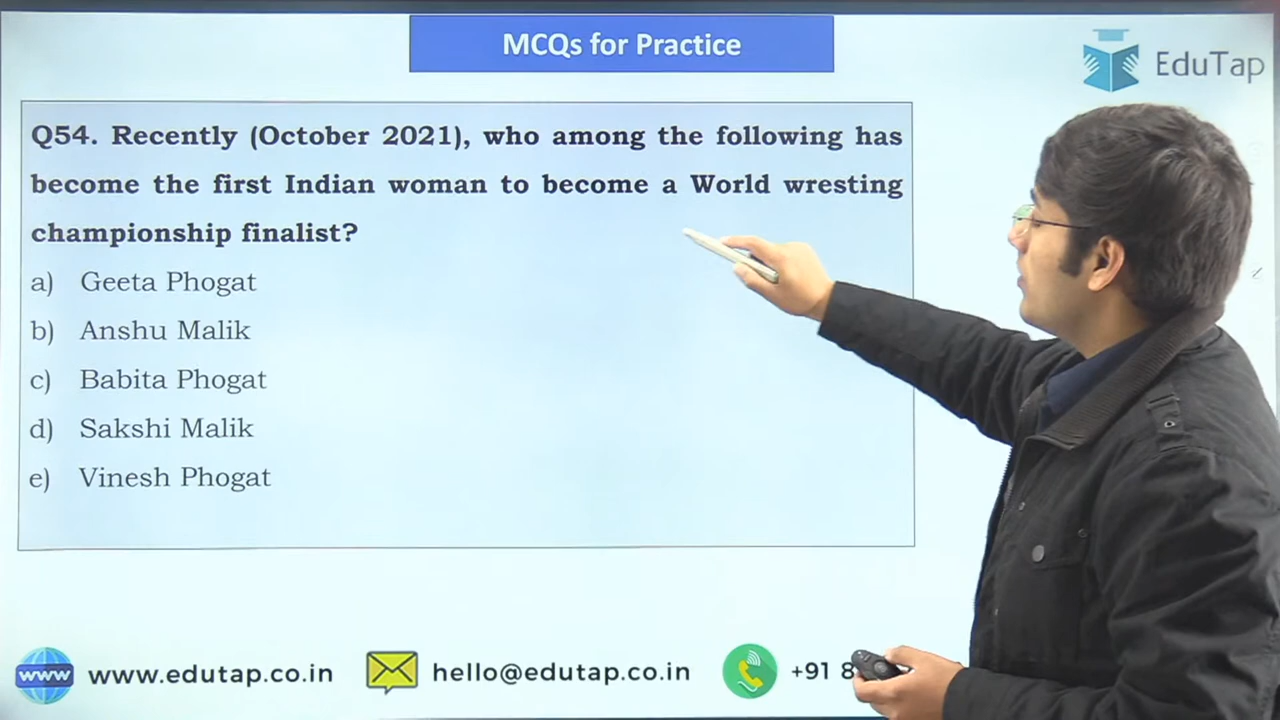 MCQs for Practice
EduTap
Q54. Recently (October 2021), who among the following has
become the first Indian woman to become a World wresting
championship finalist?
a) Geeta Phogat
b) Anshu Malik
c) Babita Phogat
d) Sakshi Malik
e) Vinesh Phogat
www www.edutap.co.in hello@edutap.co.in +91 8